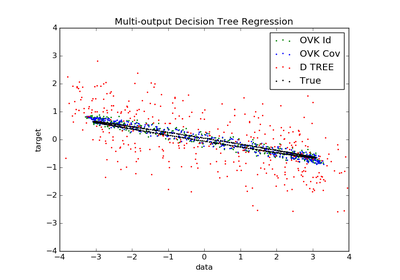 Multi-output Decision Tree Regression
OVK Id
OVK Cov
D TREE
True
4
3
2
1
0
−1
−2
−3
−4
target
−4
−3
−2
−1
0
1
2
3
4
data